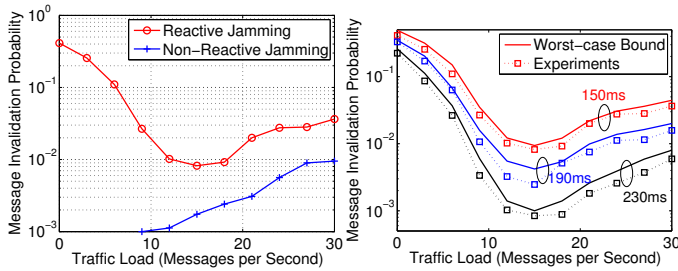 Message Invalidation Probability
10^0
10^-1
10^-2
10^-3
0 10 20 30
Traffic Load (Messages per Second)
Reactive Jamming
Non-Reactive Jamming
Message Invalidation Probability
10^-1
10^-2
10^-3
0 10 20 30
Traffic Load (Messages per Second)
Worst-case Bound
Experiments
150ms
190ms
230ms